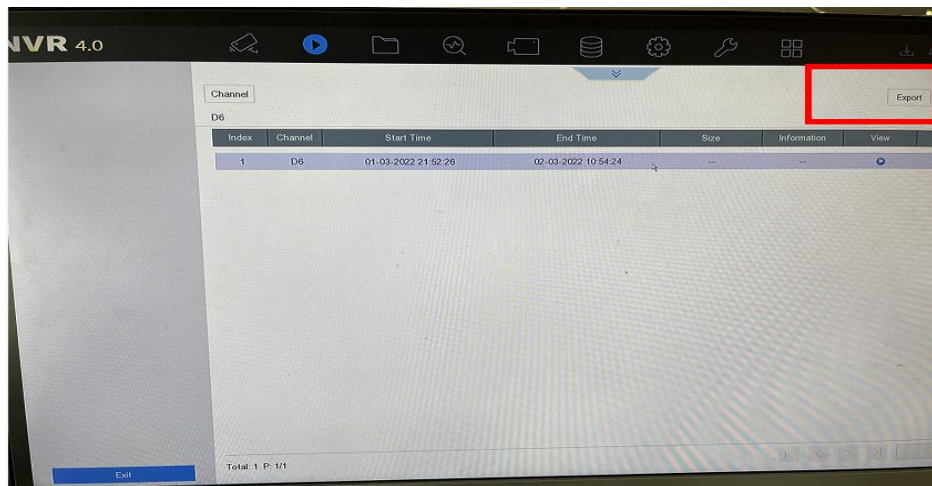 NVR 4.0
Channel
Export
D6
Index Channel Start Time End Time Size Information View
1 D6 01-03-2022 21:52:26 02-03-2022 10:54:24 -- --
Total: 1 P: 1/1
Exit